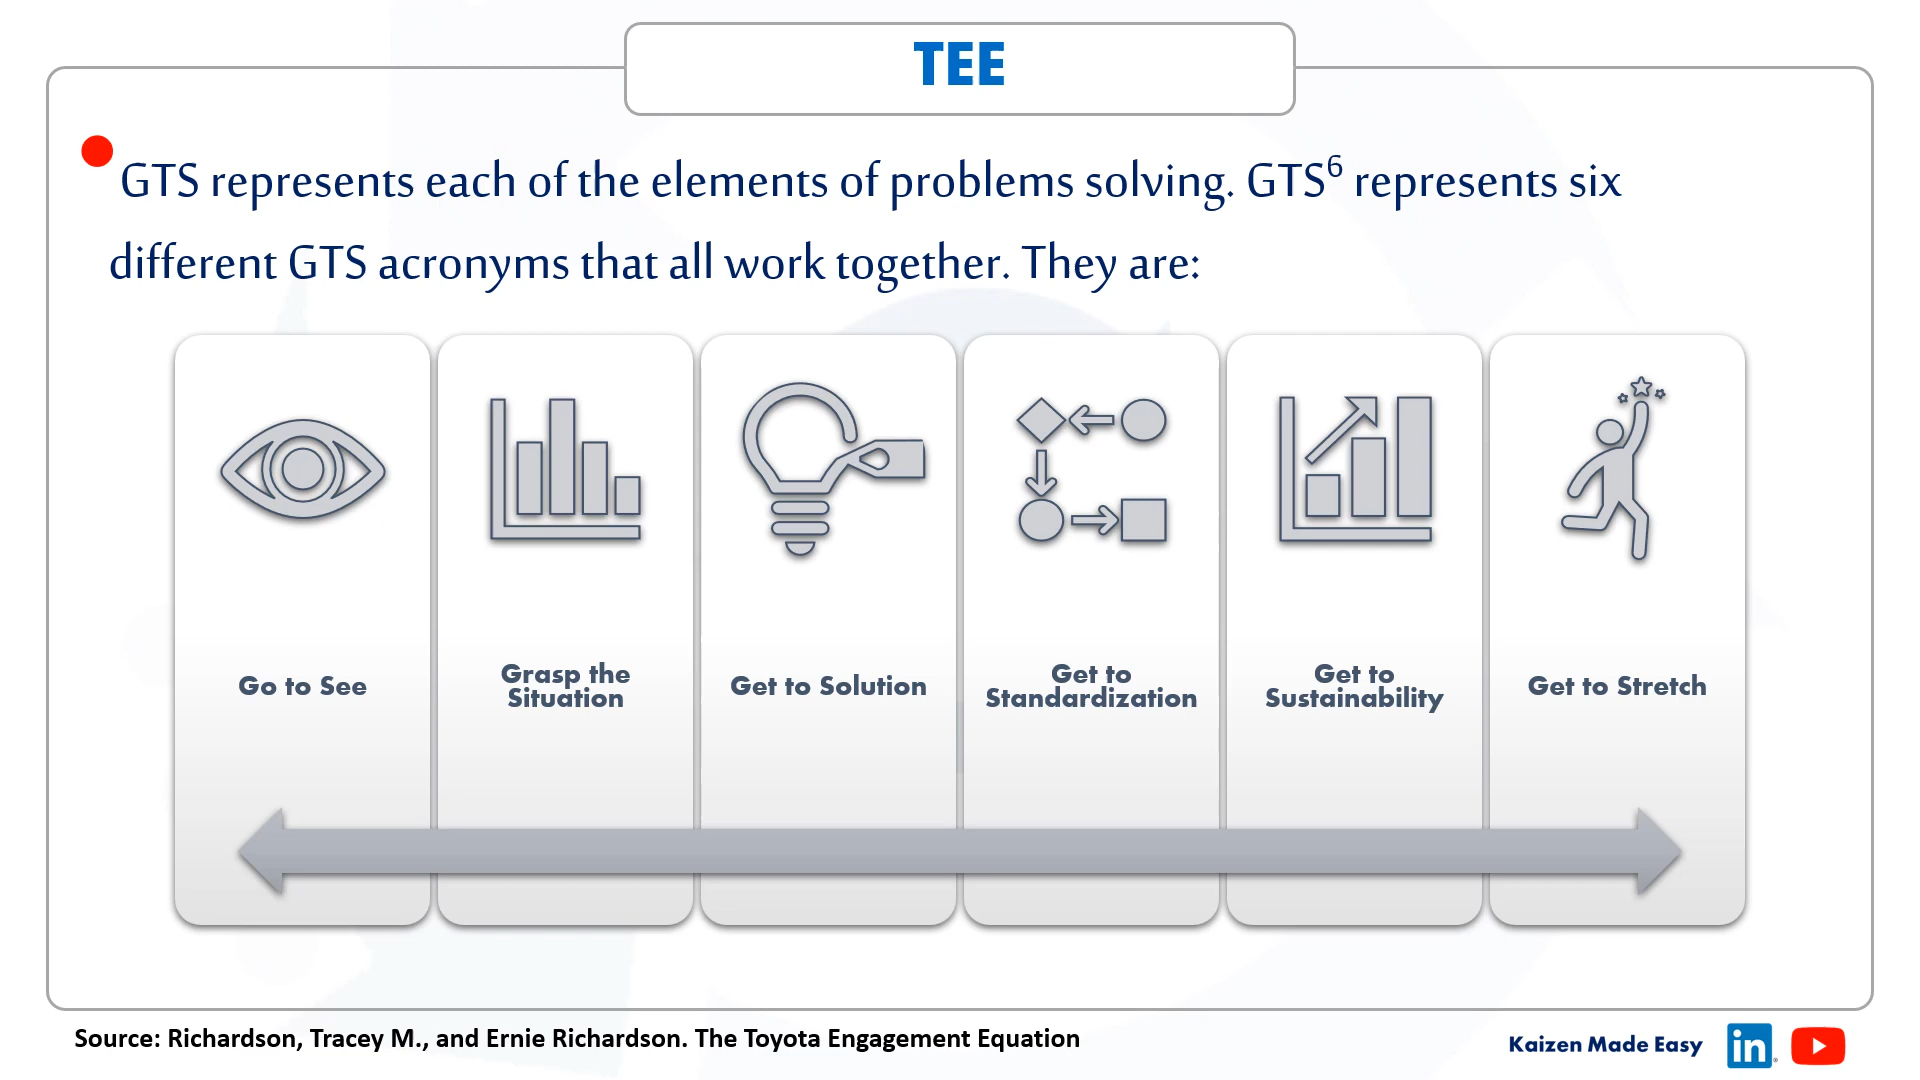 TEE
GTS represents each of the elements of problems solving. GTS⁶ represents six
different GTS acronyms that all work together. They are:
Go to See
Grasp the
Situation
Get to Solution
Get to
Standardization
Get to
Sustainability
Get to Stretch
Source: Richardson, Tracey M., and Ernie Richardson. The Toyota Engagement Equation
Kaizen Made Easy
in